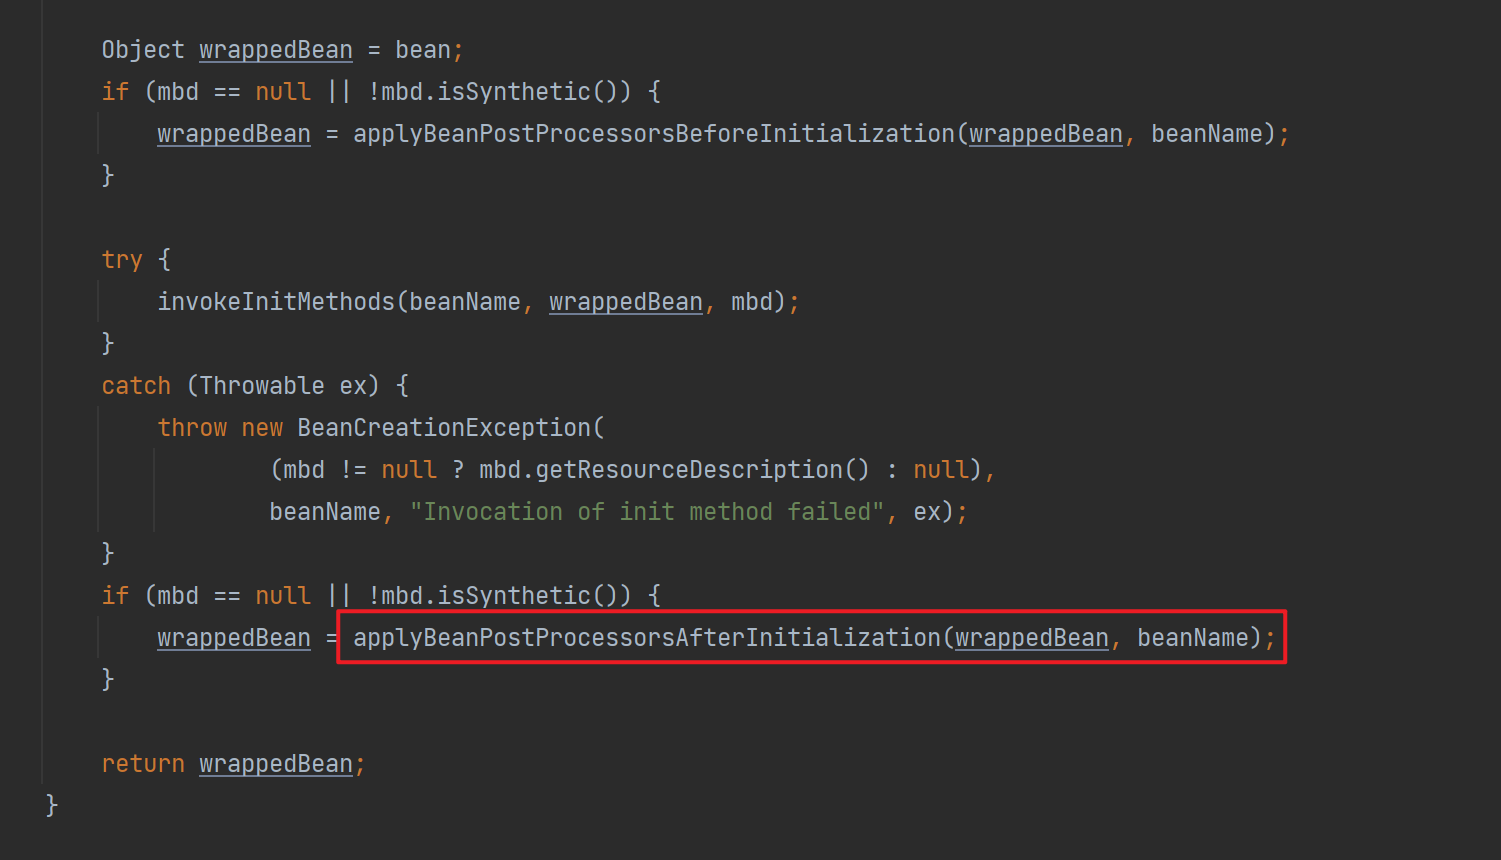 Object wrappedBean = bean;
if (mbd == null || !mbd.isSynthetic()) {
wrappedBean = applyBeanPostProcessorsBeforeInitialization(wrappedBean, beanName);
}
try {
invokeInitMethods(beanName, wrappedBean, mbd);
}
catch (Throwable ex) {
throw new BeanCreationException(
(mbd != null ? mbd.getResourceDescription() : null),
beanName, "Invocation of init method failed", ex);
}
if (mbd == null || !mbd.isSynthetic()) {
wrappedBean = applyBeanPostProcessorsAfterInitialization(wrappedBean, beanName);
}
return wrappedBean;
}